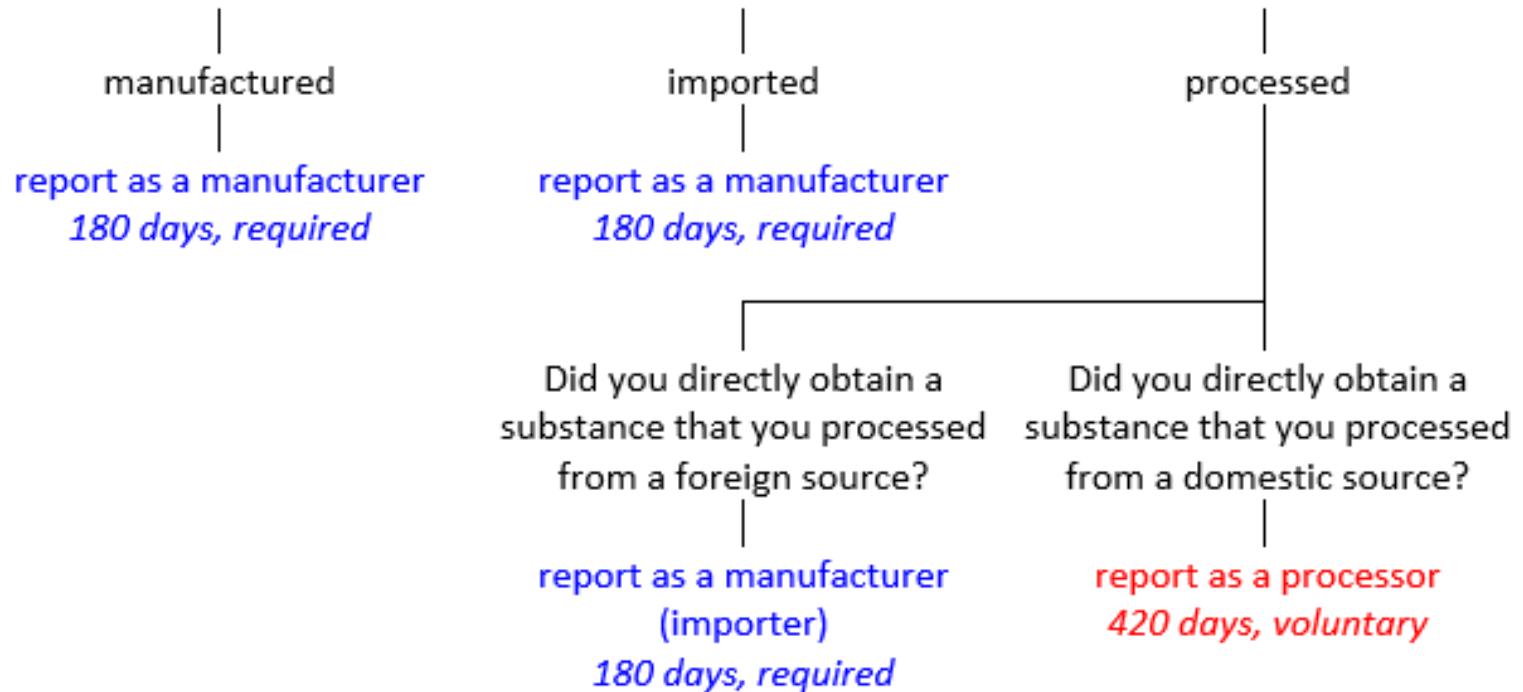 manufactured
imported
processed
report as a manufacturer
180 days, required
report as a manufacturer
180 days, required
Did you directly obtain a
substance that you processed
from a foreign source?
Did you directly obtain a
substance that you processed
from a domestic source?
report as a manufacturer
(importer)
180 days, required
report as a processor
420 days, voluntary